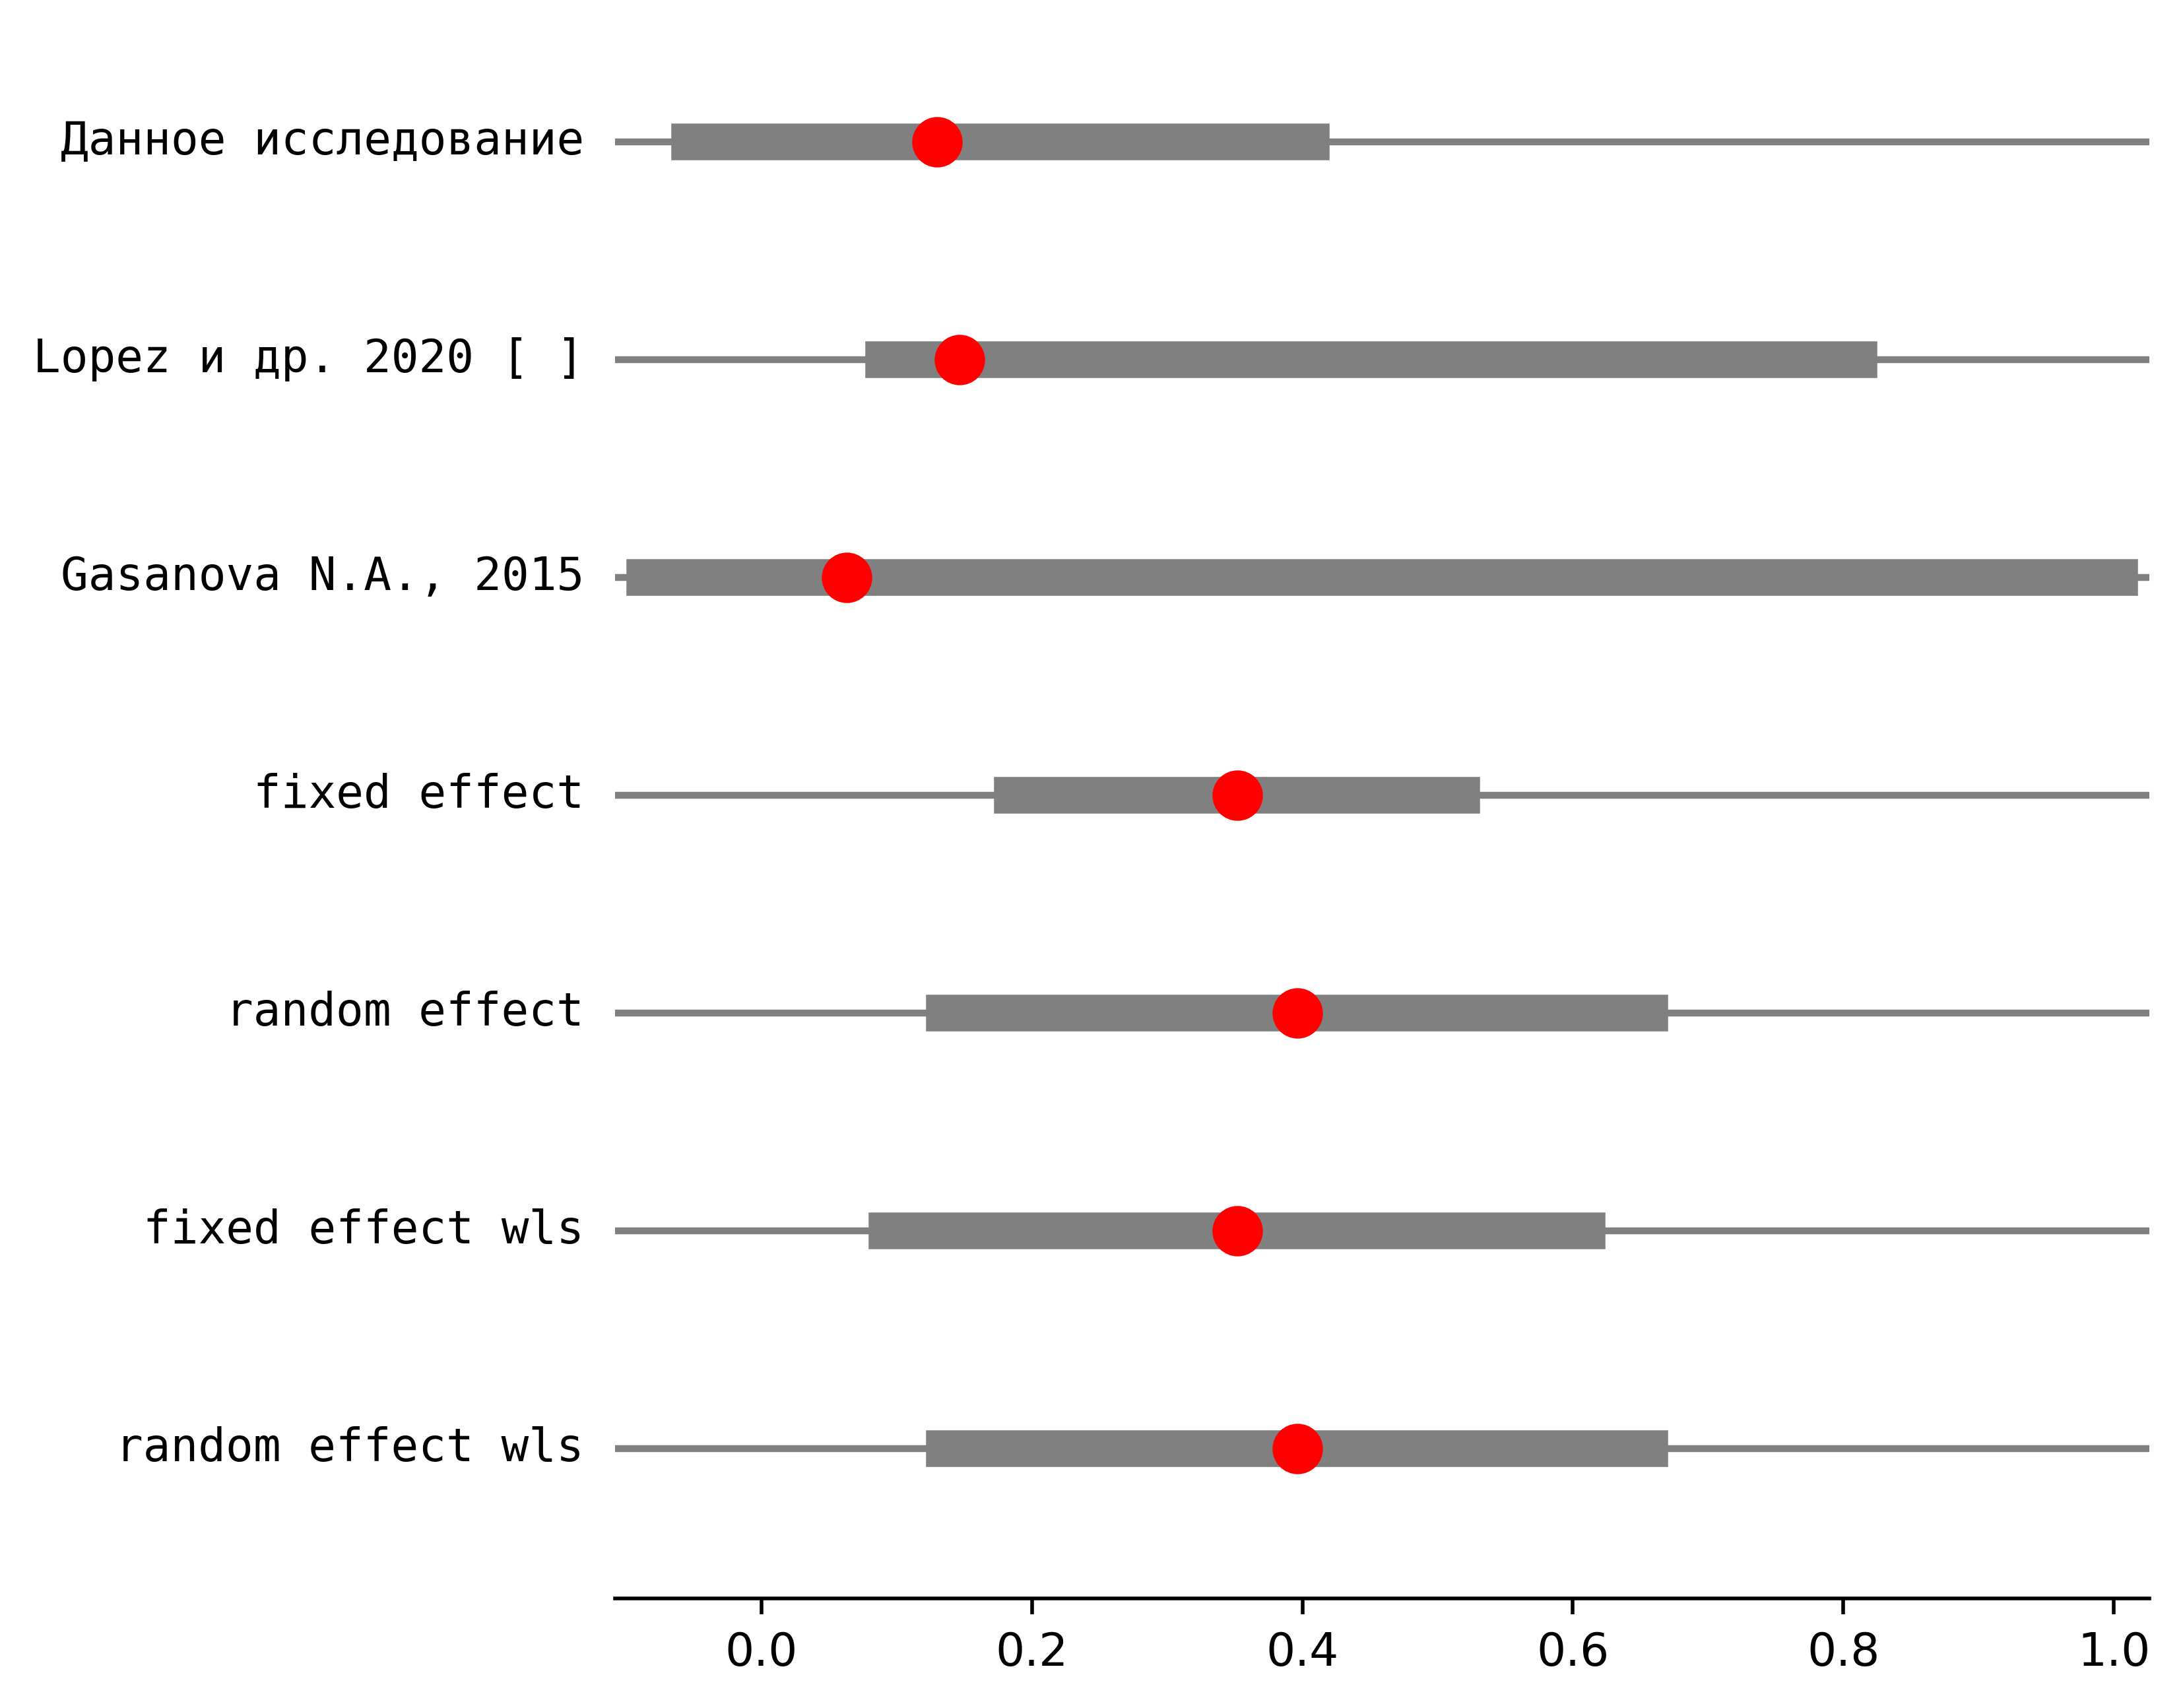 Данное исследование
Lopez и др. 2020 [ ]
Gasanova N.A., 2015
fixed effect
random effect
fixed effect wls
random effect wls
0.0 0.2 0.4 0.6 0.8 1.0